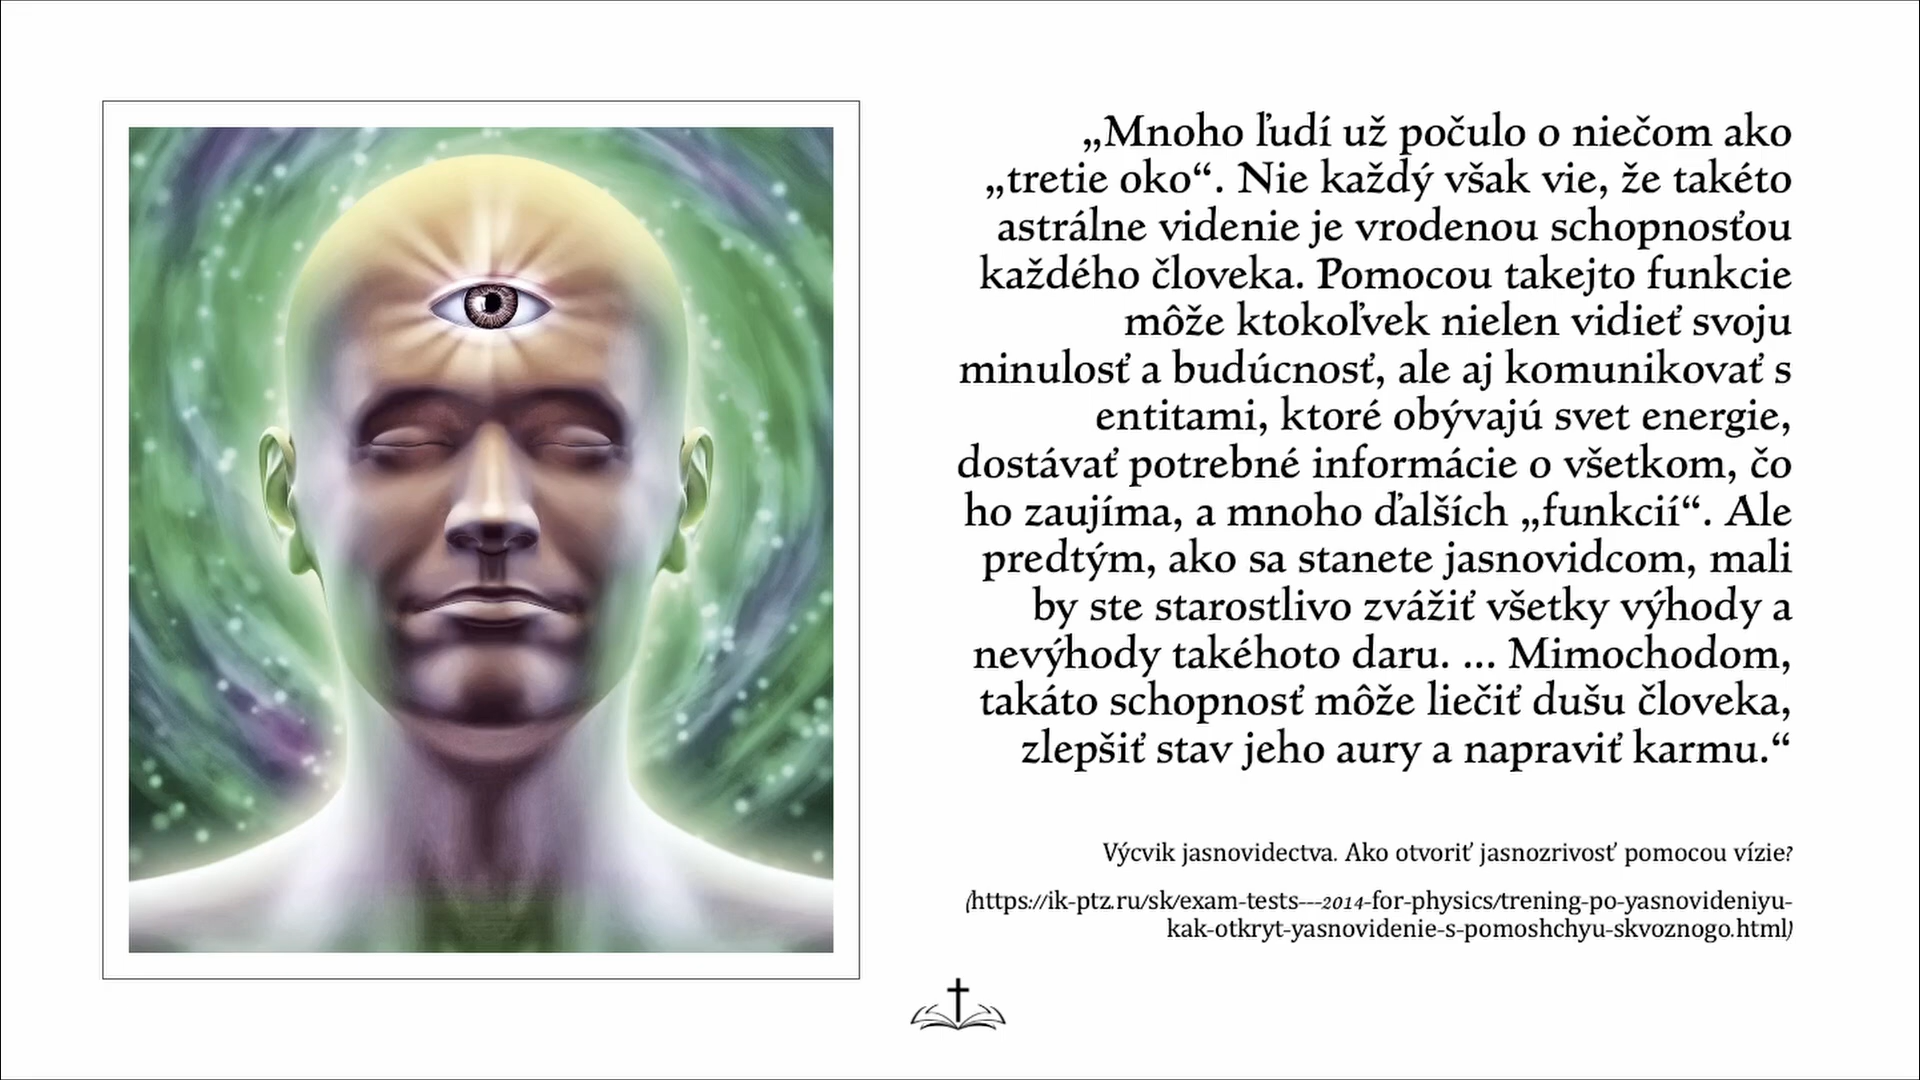 „Mnoho ľudí už počulo o niečom ako
„tretie oko“. Nie každý však vie, že takéto
astrálne videnie je vrodenou schopnosťou
každého človeka. Pomocou takejto funkcie
môže ktokoľvek nielen vidieť svoju
minulosť a budúcnosť, ale aj komunikovať s
entitami, ktoré obývajú svet energie,
dostávať potrebné informácie o všetkom, čo
ho zaujíma, a mnoho ďalších „funkcií“. Ale
predtým, ako sa stanete jasnovidcom, mali
by ste starostlivo zvážiť všetky výhody a
nevýhody takéhoto daru. ... Mimochodom,
takáto schopnosť môže liečiť dušu človeka,
zlepšiť stav jeho aury a napraviť karmu.“
Výcvik jasnovidectva. Ako otvoriť jasnozrivosť pomocou vízie?
(https://ik-ptz.ru/sk/exam-tests---2014-for-physics/trening-po-yasnovideniyu-
kak-otkryt-yasnovidenie-s-pomoshchyu-skvoznogo.html)